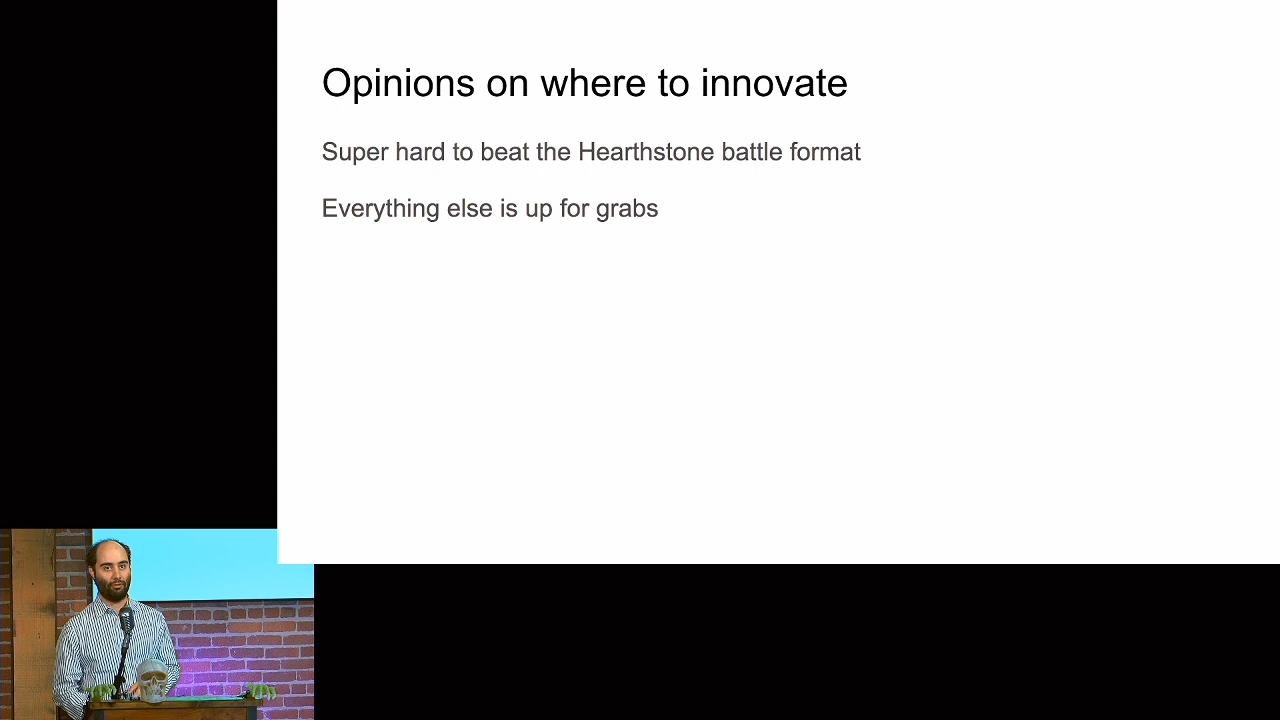 Opinions on where to innovate
Super hard to beat the Hearthstone battle format
Everything else is up for grabs